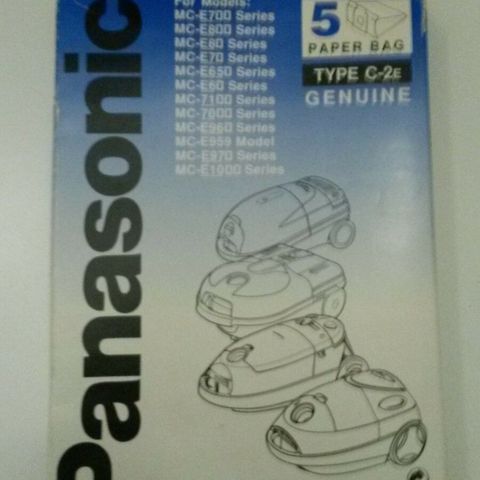 Panasonic
For Models:
MC-E700 Series
MC-E800 Series
MC-E80 Series
MC-E70 Series
MC-E650 Series
MC-E60 Series
MC-7100 Series
MC-7000 Series
MC-E960 Series
MC-E959 Model
MC-E970 Series
MC-E1000 Series
5
PAPER BAG
TYPE C-2E
GENUINE